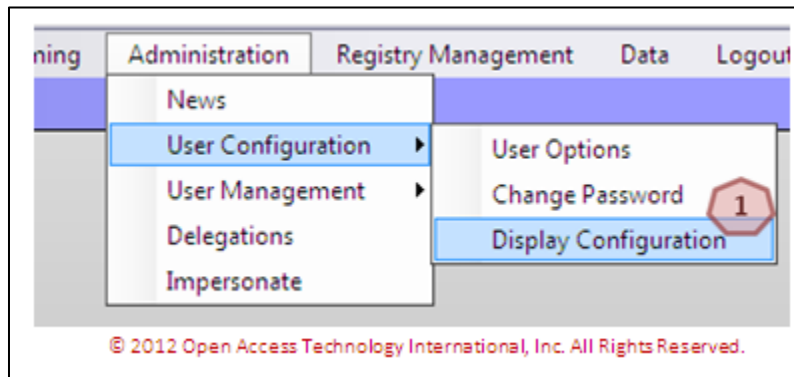 ning Administration Registry Management Data Logout
News
User Configuration User Options
User Management Change Password 1
Delegations Display Configuration
Impersonate
© 2012 Open Access Technology International, Inc. All Rights Reserved.